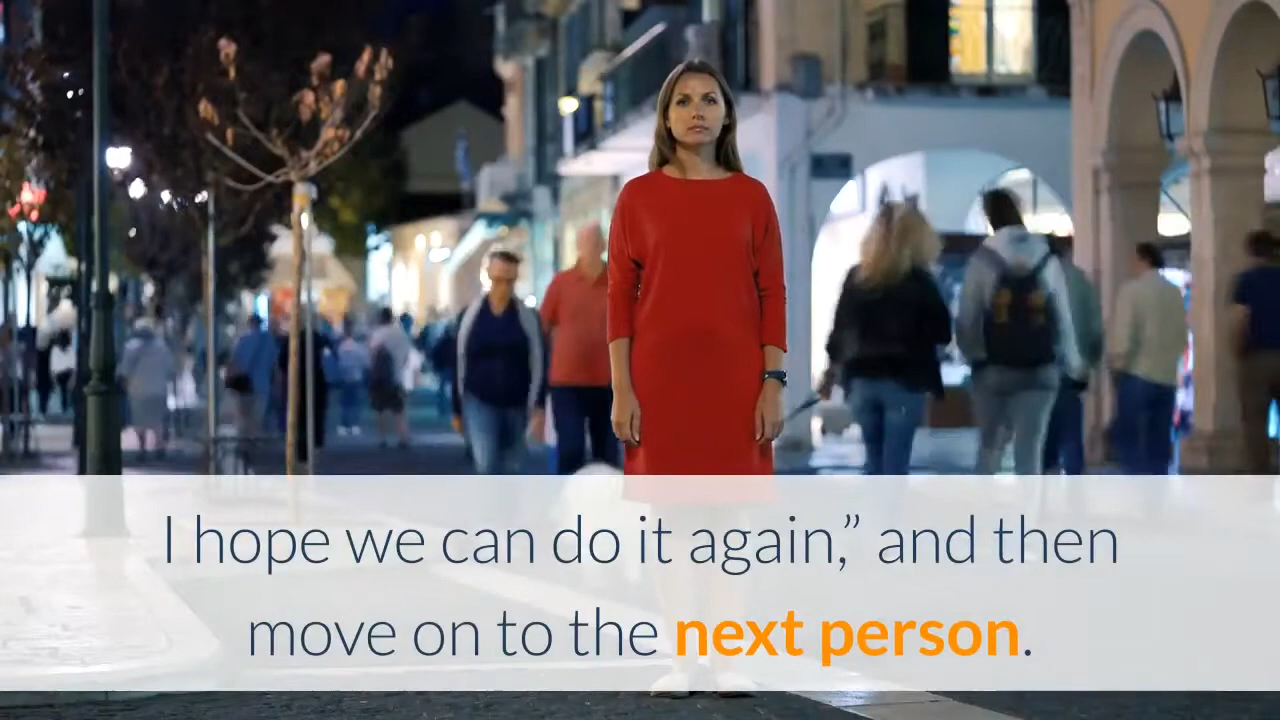 I hope we can do it again,” and then
move on to the next person.